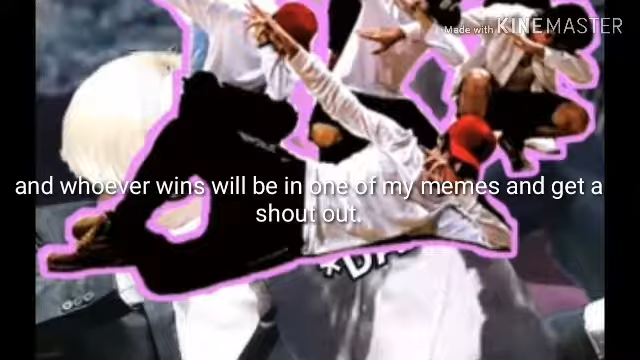 Made with KINEMASTER
and whoever wins will be in one of my memes and get a
shout out.